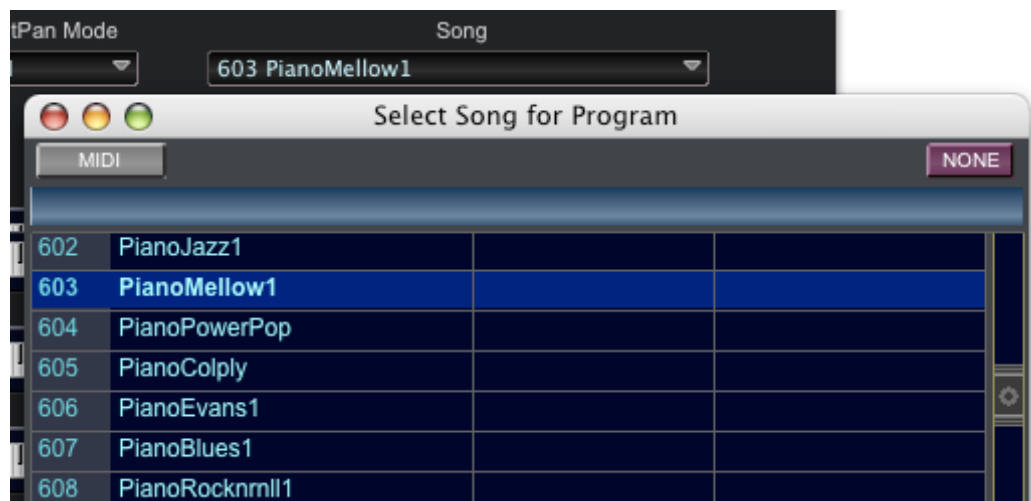 tPan Mode Song
603 PianoMellow1
Select Song for Program
MIDI NONE
602 PianoJazz1
603 PianoMellow1
604 PianoPowerPop
605 PianoColply
606 PianoEvans1
607 PianoBlues1
608 PianoRocknrnll1